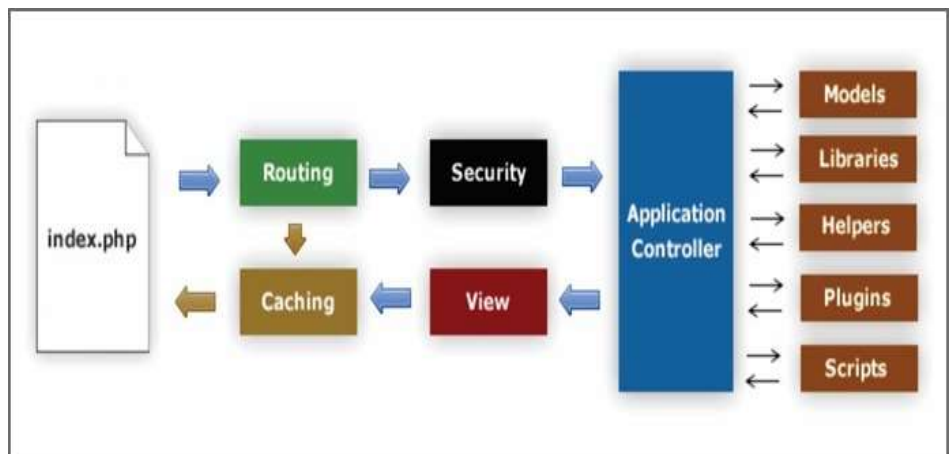 index.php
Routing
Security
Caching
View
Application
Controller
Models
Libraries
Helpers
Plugins
Scripts